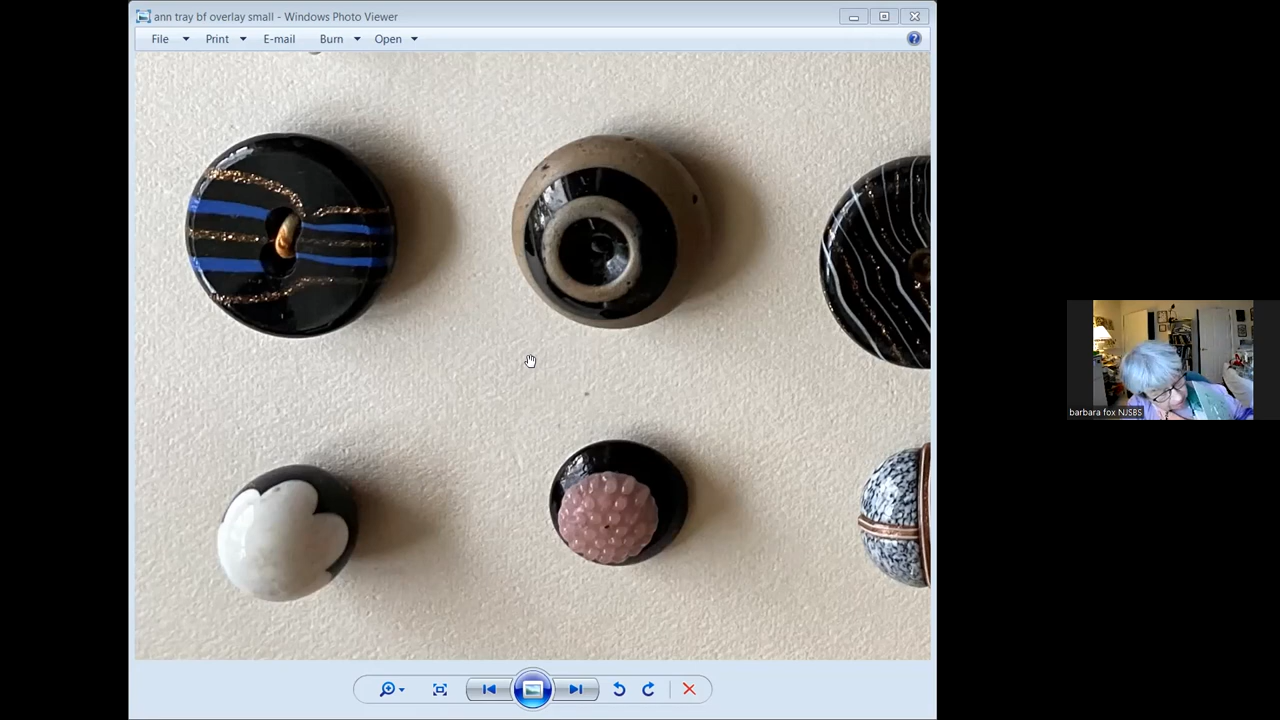 ann tray bf overlay small - Windows Photo Viewer
File Print E-mail Burn Open
barbara fox NJSBS